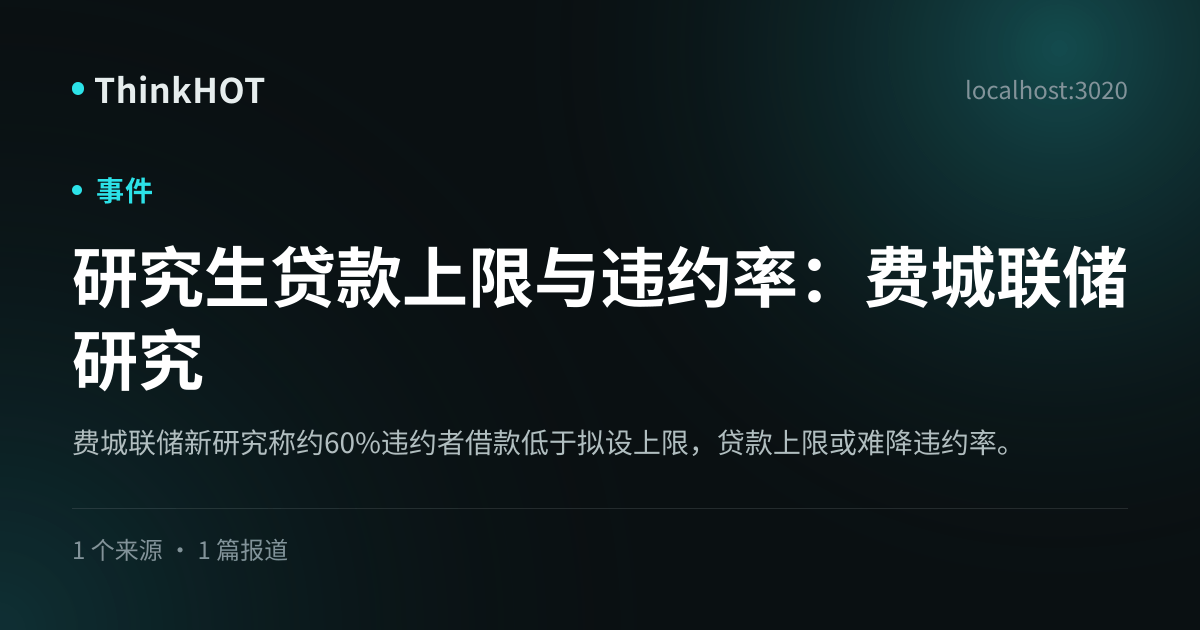 ThinkHOT
localhost:3020
事件
研究生贷款上限与违约率：费城联储
研究
费城联储新研究称约60%违约者借款低于拟设上限，贷款上限或难降违约率。
1 个来源 · 1 篇报道